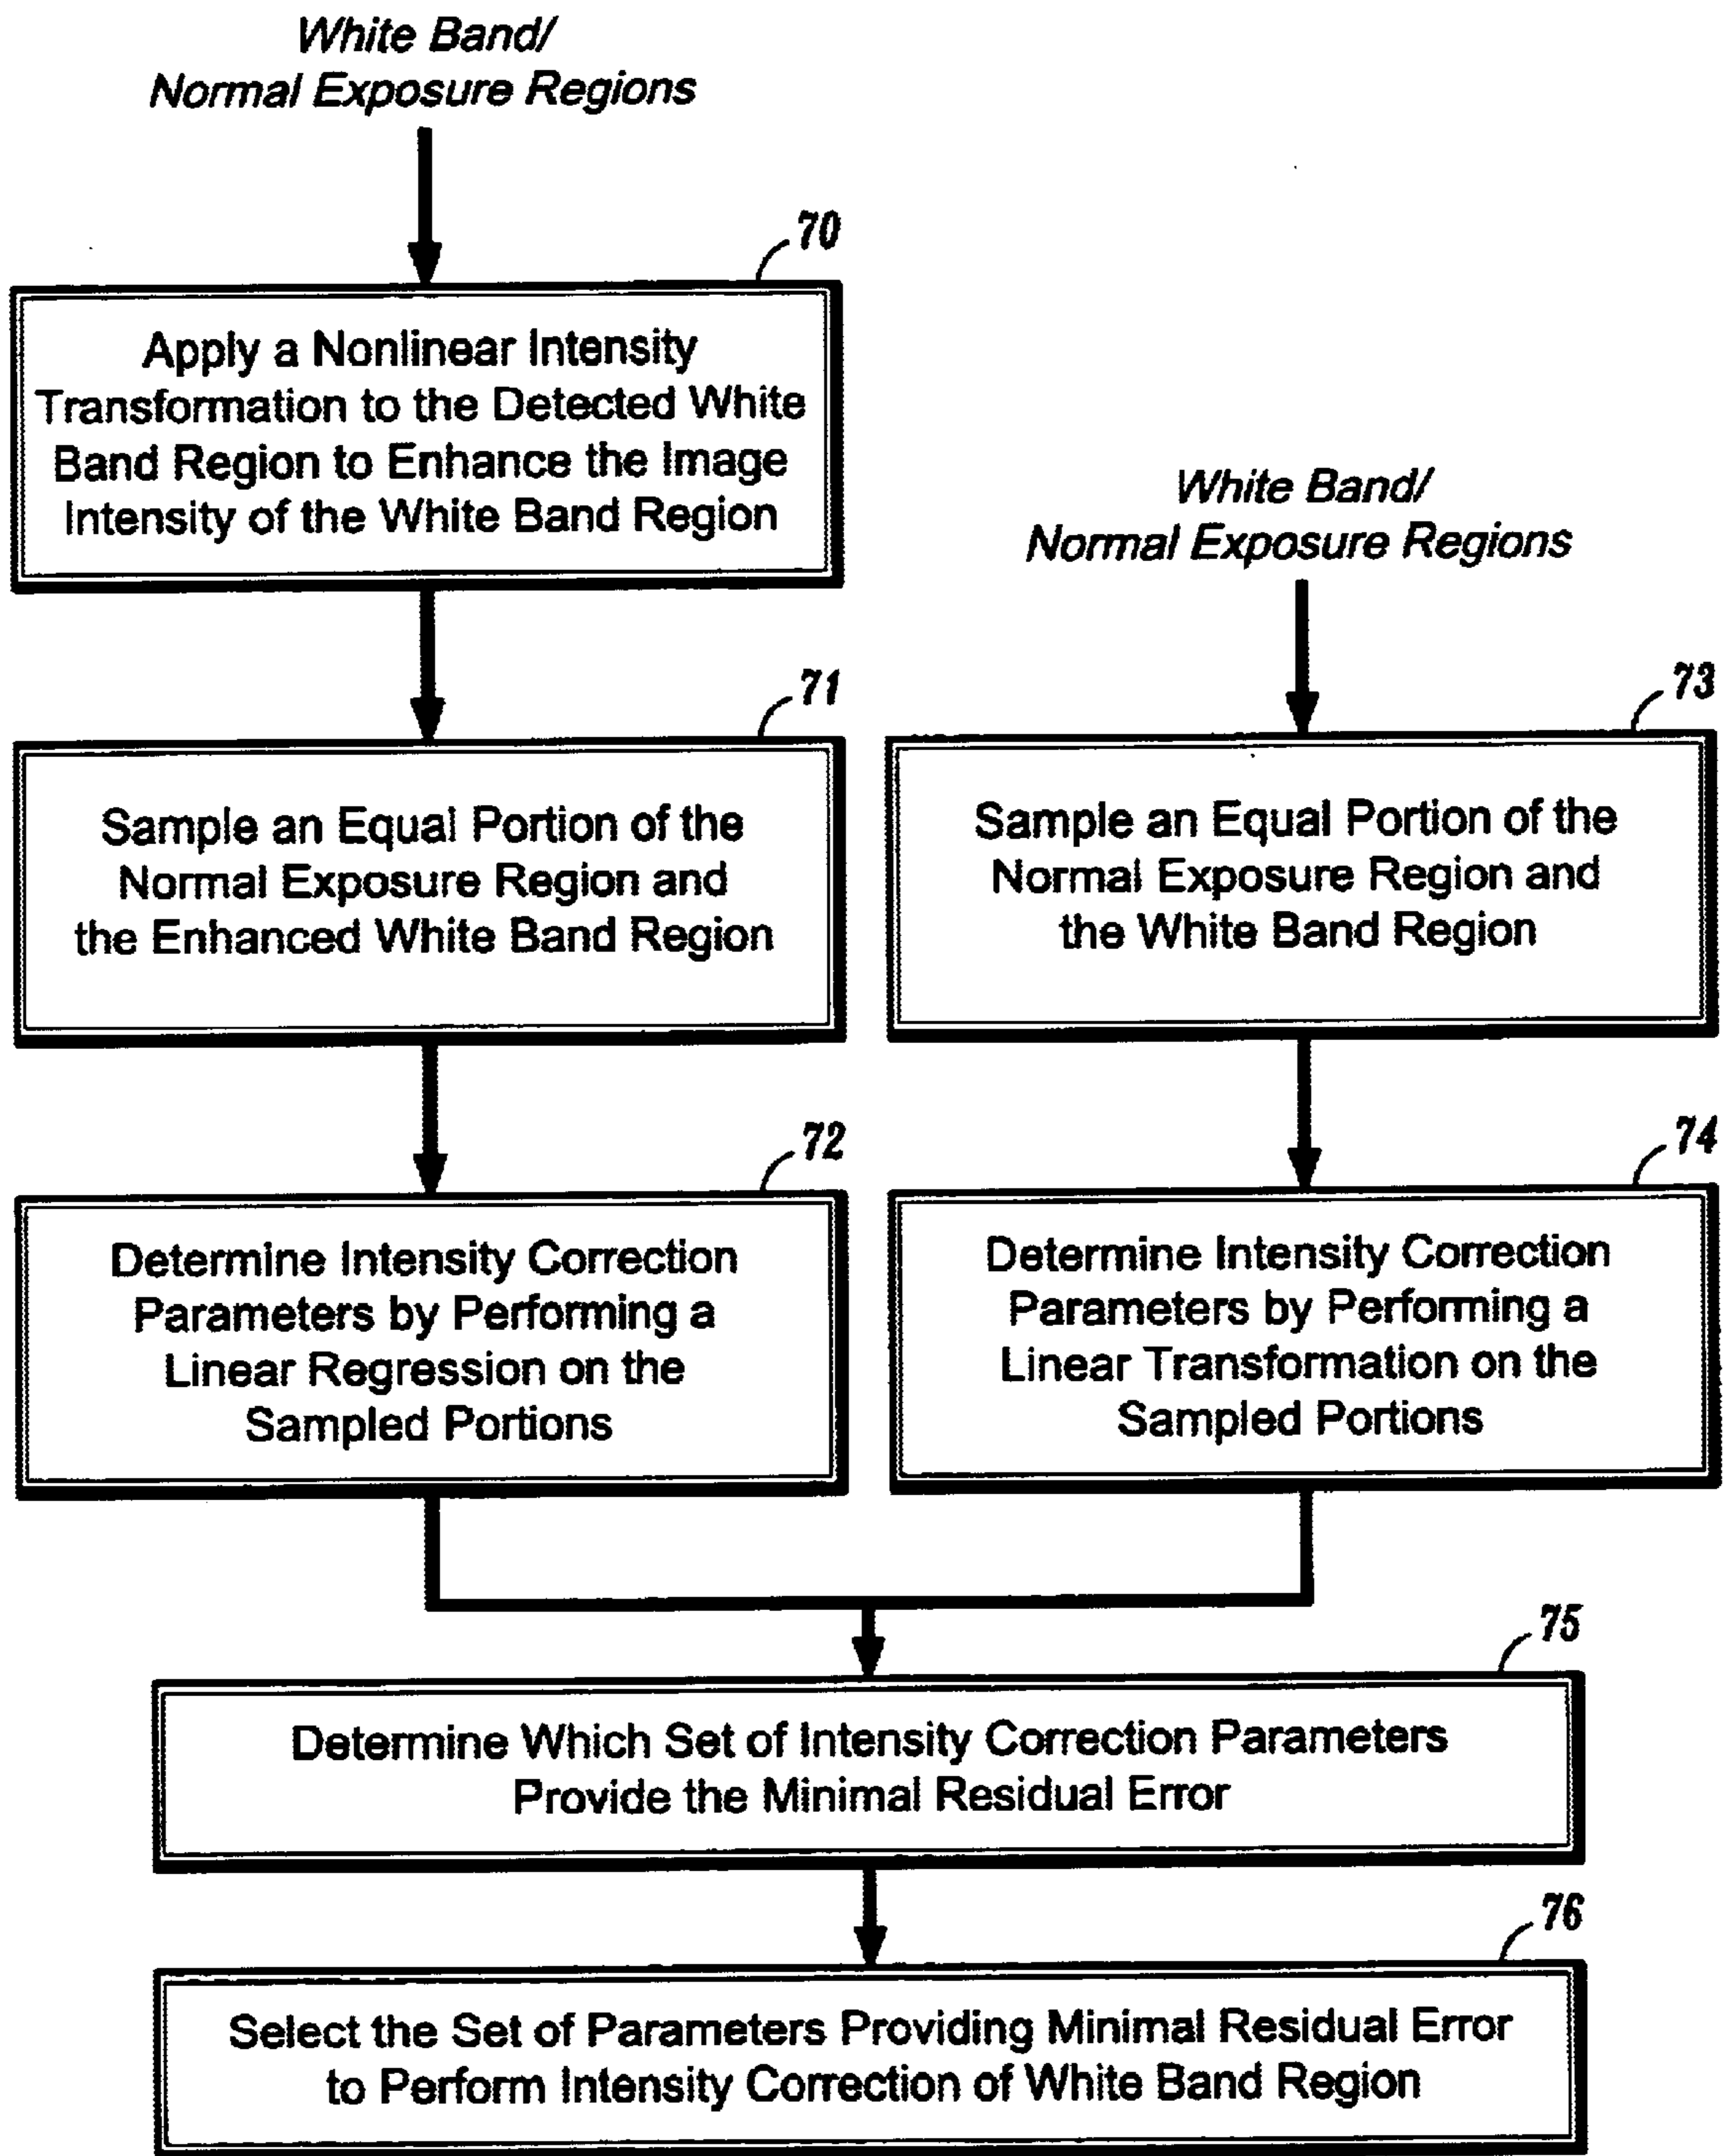 White Band/
Normal Exposure Regions
70
Apply a Nonlinear Intensity
Transformation to the Detected White
Band Region to Enhance the Image
Intensity of the White Band Region
71
Sample an Equal Portion of the
Normal Exposure Region and
the Enhanced White Band Region
72
Determine Intensity Correction
Parameters by Performing a
Linear Regression on the
Sampled Portions
White Band/
Normal Exposure Regions
73
Sample an Equal Portion of the
Normal Exposure Region and
the White Band Region
74
Determine Intensity Correction
Parameters by Performing a
Linear Transformation on the
Sampled Portions
75
Determine Which Set of Intensity Correction Parameters
Provide the Minimal Residual Error
76
Select the Set of Parameters Providing Minimal Residual Error
to Perform Intensity Correction of White Band Region